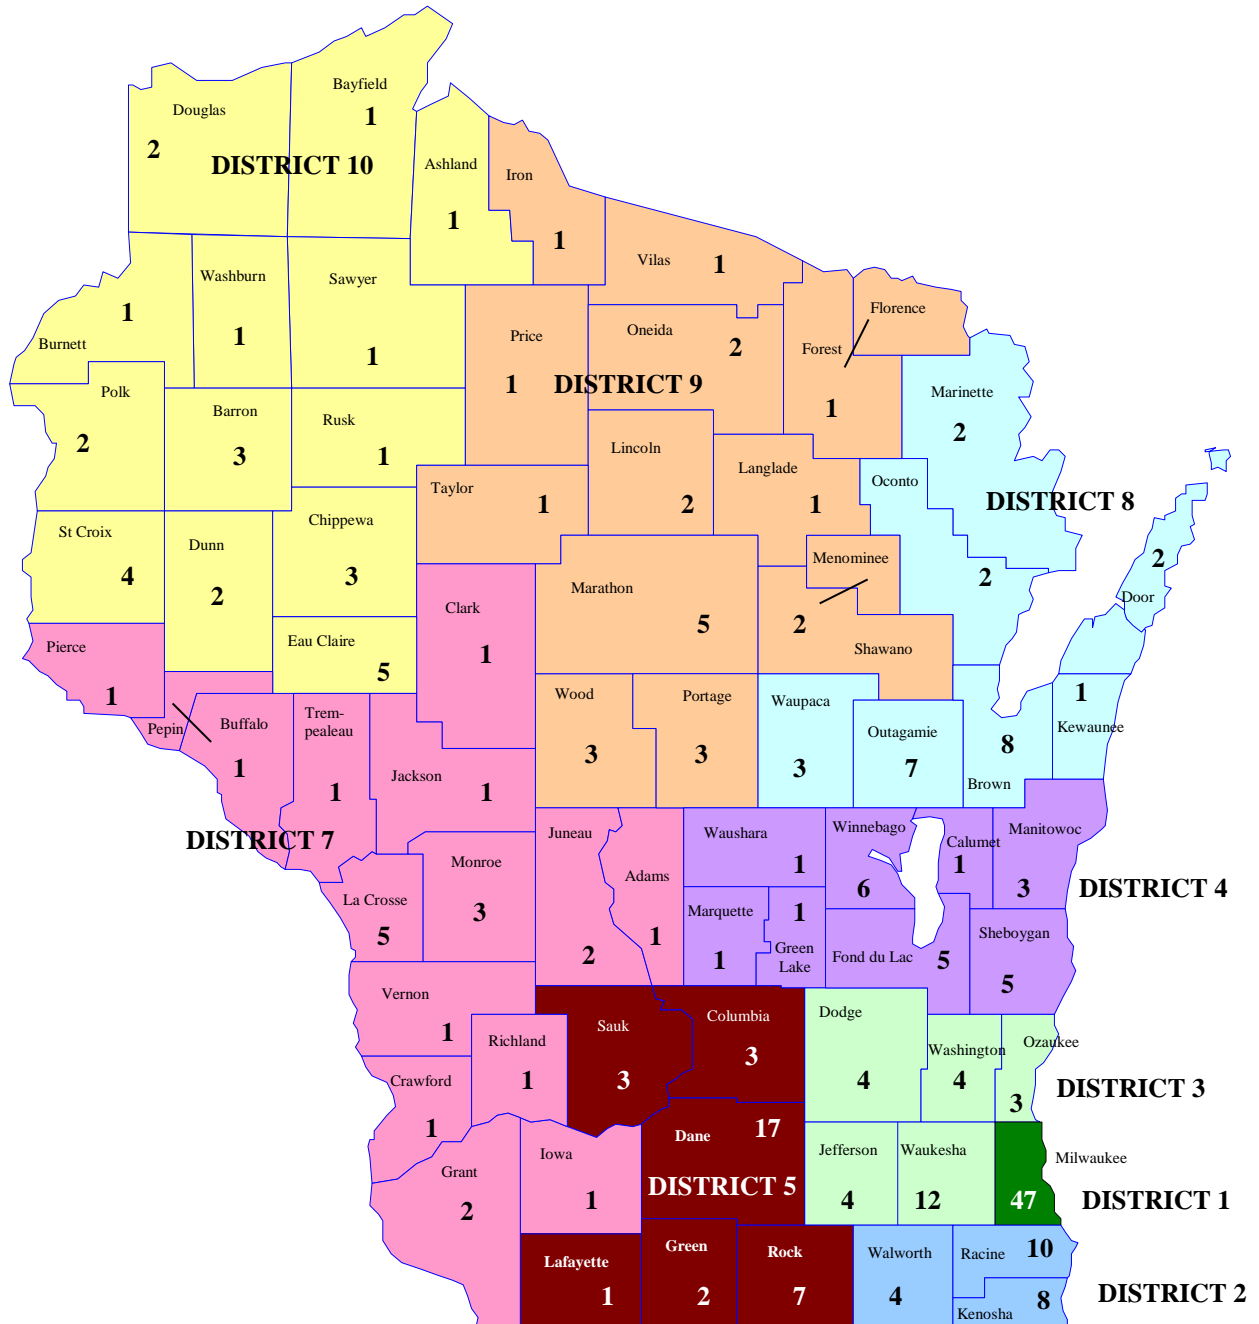 Bayfield
1
Douglas
2
DISTRICT 10
Ashland
1
Iron
1
Vilas
1
Washburn
1
Sawyer
1
Burnett
1
Florence
Forest
1
Price
1
Oneida
2
DISTRICT 9
Polk
2
Barron
3
Rusk
1
Marinette
2
Lincoln
2
Langlade
1
Oconto
2
DISTRICT 8
Taylor
1
St Croix
4
Dunn
2
Chippewa
3
Menominee
2
Shawano
Marathon
5
Door
2
Clark
1
Pierce
1
Eau Claire
5
Pepin
Buffalo
1
Trem-
pealeau
1
Jackson
1
Wood
3
Portage
3
Waupaca
3
Outagamie
7
Brown
8
Kewaunee
1
DISTRICT 7
Juneau
2
Adams
1
Waushara
1
Winnebago
6
Calumet
1
Manitowoc
3
DISTRICT 4
Monroe
3
La Crosse
5
Marquette
1
1
Green
Lake
Fond du Lac
5
Sheboygan
5
Vernon
1
Richland
1
Sauk
3
Columbia
3
Dodge
4
Washington
4
Ozaukee
3
DISTRICT 3
Crawford
1
Grant
2
Iowa
1
Dane
17
DISTRICT 5
Jefferson
4
Waukesha
12
Milwaukee
47
DISTRICT 1
Lafayette
1
Green
2
Rock
7
Walworth
4
Racine
10
Kenosha
8
DISTRICT 2